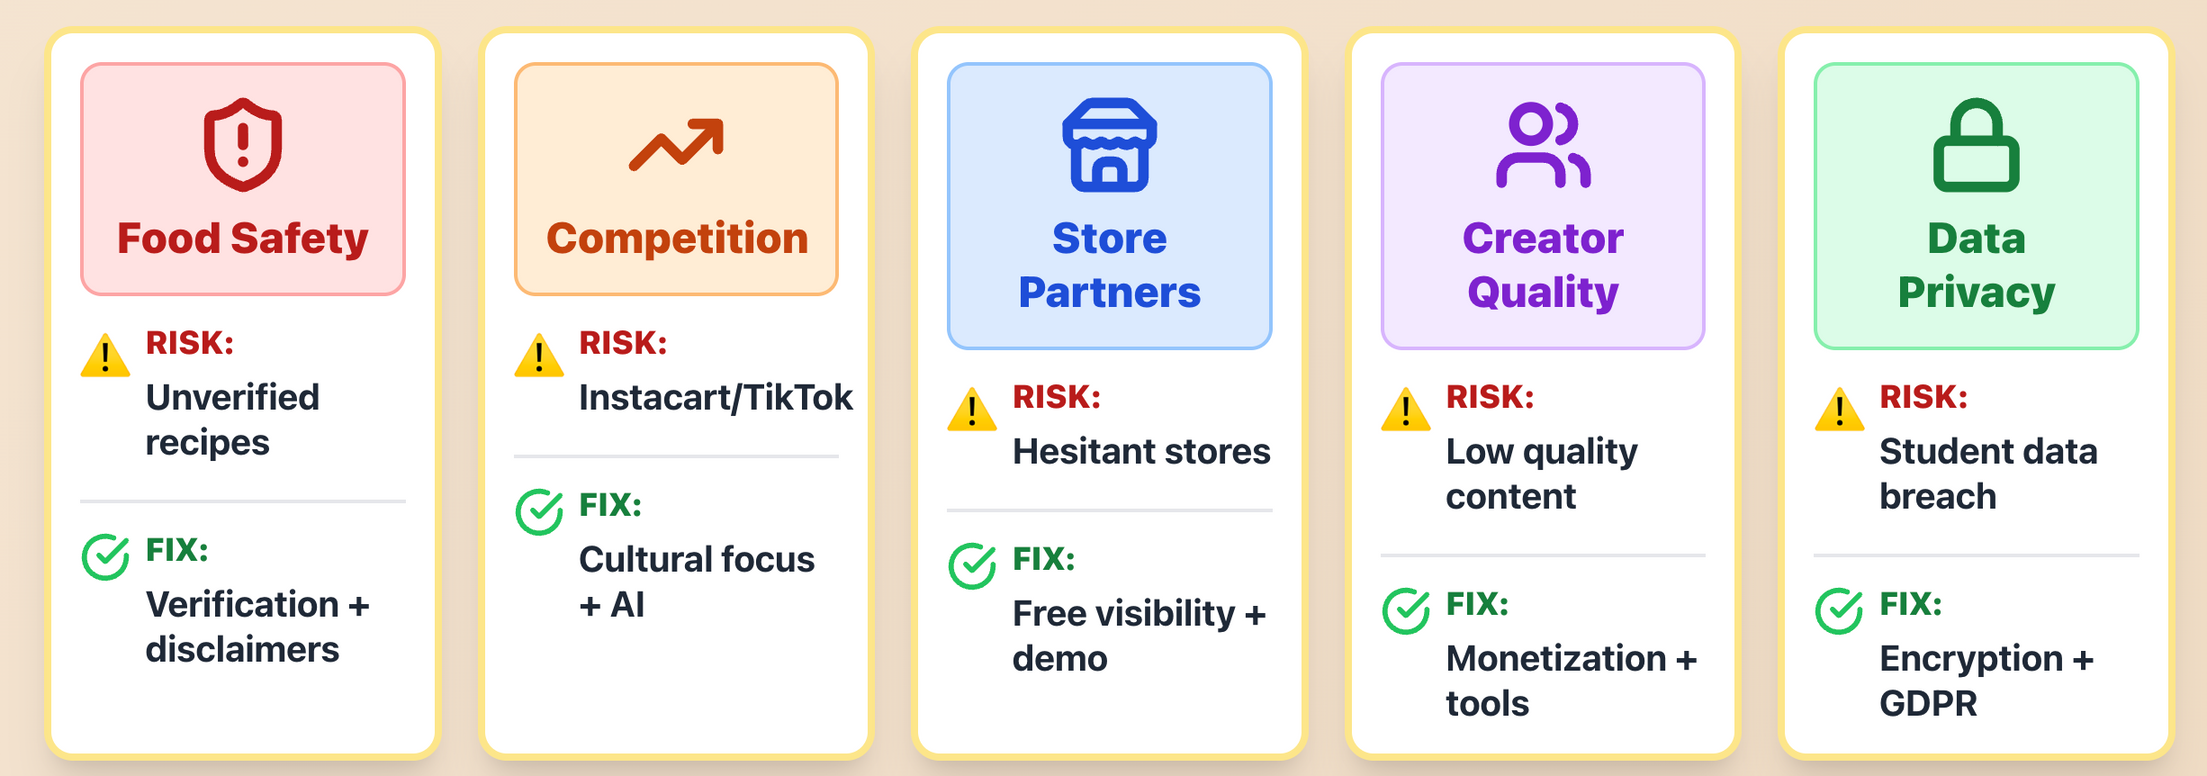 Food Safety
RISK:
Unverified
recipes
FIX:
Verification +
disclaimers
Competition
RISK:
Instacart/TikTok
FIX:
Cultural focus
+ AI
Store
Partners
RISK:
Hesitant stores
FIX:
Free visibility +
demo
Creator
Quality
RISK:
Low quality
content
FIX:
Monetization +
tools
Data
Privacy
RISK:
Student data
breach
FIX:
Encryption +
GDPR